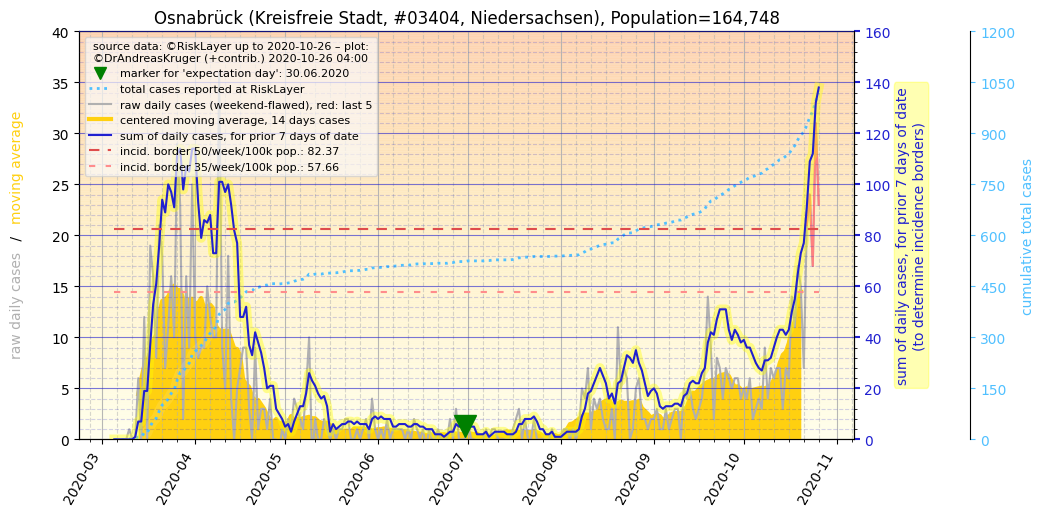 Osnabrück (Kreisfreie Stadt, #03404, Niedersachsen), Population=164,748
source data: ©RiskLayer up to 2020-10-26 – plot:
©DrAndreasKruger (+contrib.) 2020-10-26 04:00
marker for 'expectation day': 30.06.2020
total cases reported at RiskLayer
raw daily cases (weekend-flawed), red: last 5
centered moving average, 14 days cases
sum of daily cases, for prior 7 days of date
incid. border 50/week/100k pop.: 82.37
incid. border 35/week/100k pop.: 57.66
raw daily cases / moving average
40
35
30
25
20
15
10
5
0
2020-03
2020-04
2020-05
2020-06
2020-07
2020-08
2020-09
2020-10
2020-11
160
140
120
100
80
60
40
20
0
sum of daily cases, for prior 7 days of date
(to determine incidence borders)
1200
1050
900
750
600
450
300
150
0
cumulative total cases